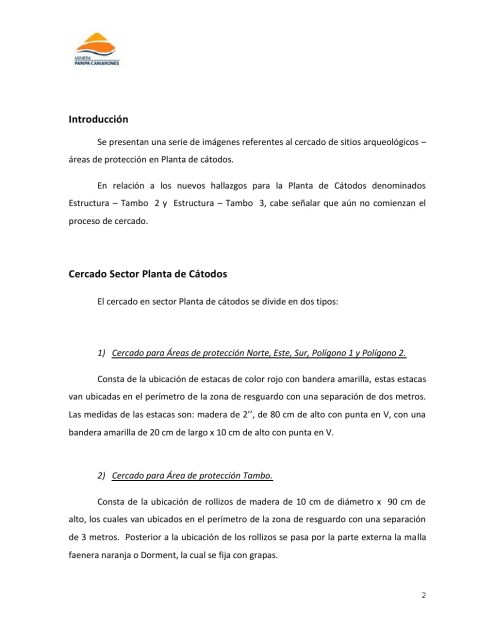 MINERA
PAMPA CAMARONES
Introducción
Se presentan una serie de imágenes referentes al cercado de sitios arqueológicos –
áreas de protección en Planta de cátodos.
En relación a los nuevos hallazgos para la Planta de Cátodos denominados
Estructura – Tambo 2 y Estructura – Tambo 3, cabe señalar que aún no comienzan el
proceso de cercado.
Cercado Sector Planta de Cátodos
El cercado en sector Planta de cátodos se divide en dos tipos:
1) Cercado para Áreas de protección Norte, Este, Sur, Polígono 1 y Polígono 2.
Consta de la ubicación de estacas de color rojo con bandera amarilla, estas estacas
van ubicadas en el perímetro de la zona de resguardo con una separación de dos metros.
Las medidas de las estacas son: madera de 2’’, de 80 cm de alto con punta en V, con una
bandera amarilla de 20 cm de largo x 10 cm de alto con punta en V.
2) Cercado para Área de protección Tambo.
Consta de la ubicación de rollizos de madera de 10 cm de diámetro x 90 cm de
alto, los cuales van ubicados en el perímetro de la zona de resguardo con una separación
de 3 metros. Posterior a la ubicación de los rollizos se pasa por la parte externa la malla
faenera naranja o Dorment, la cual se fija con grapas.
2